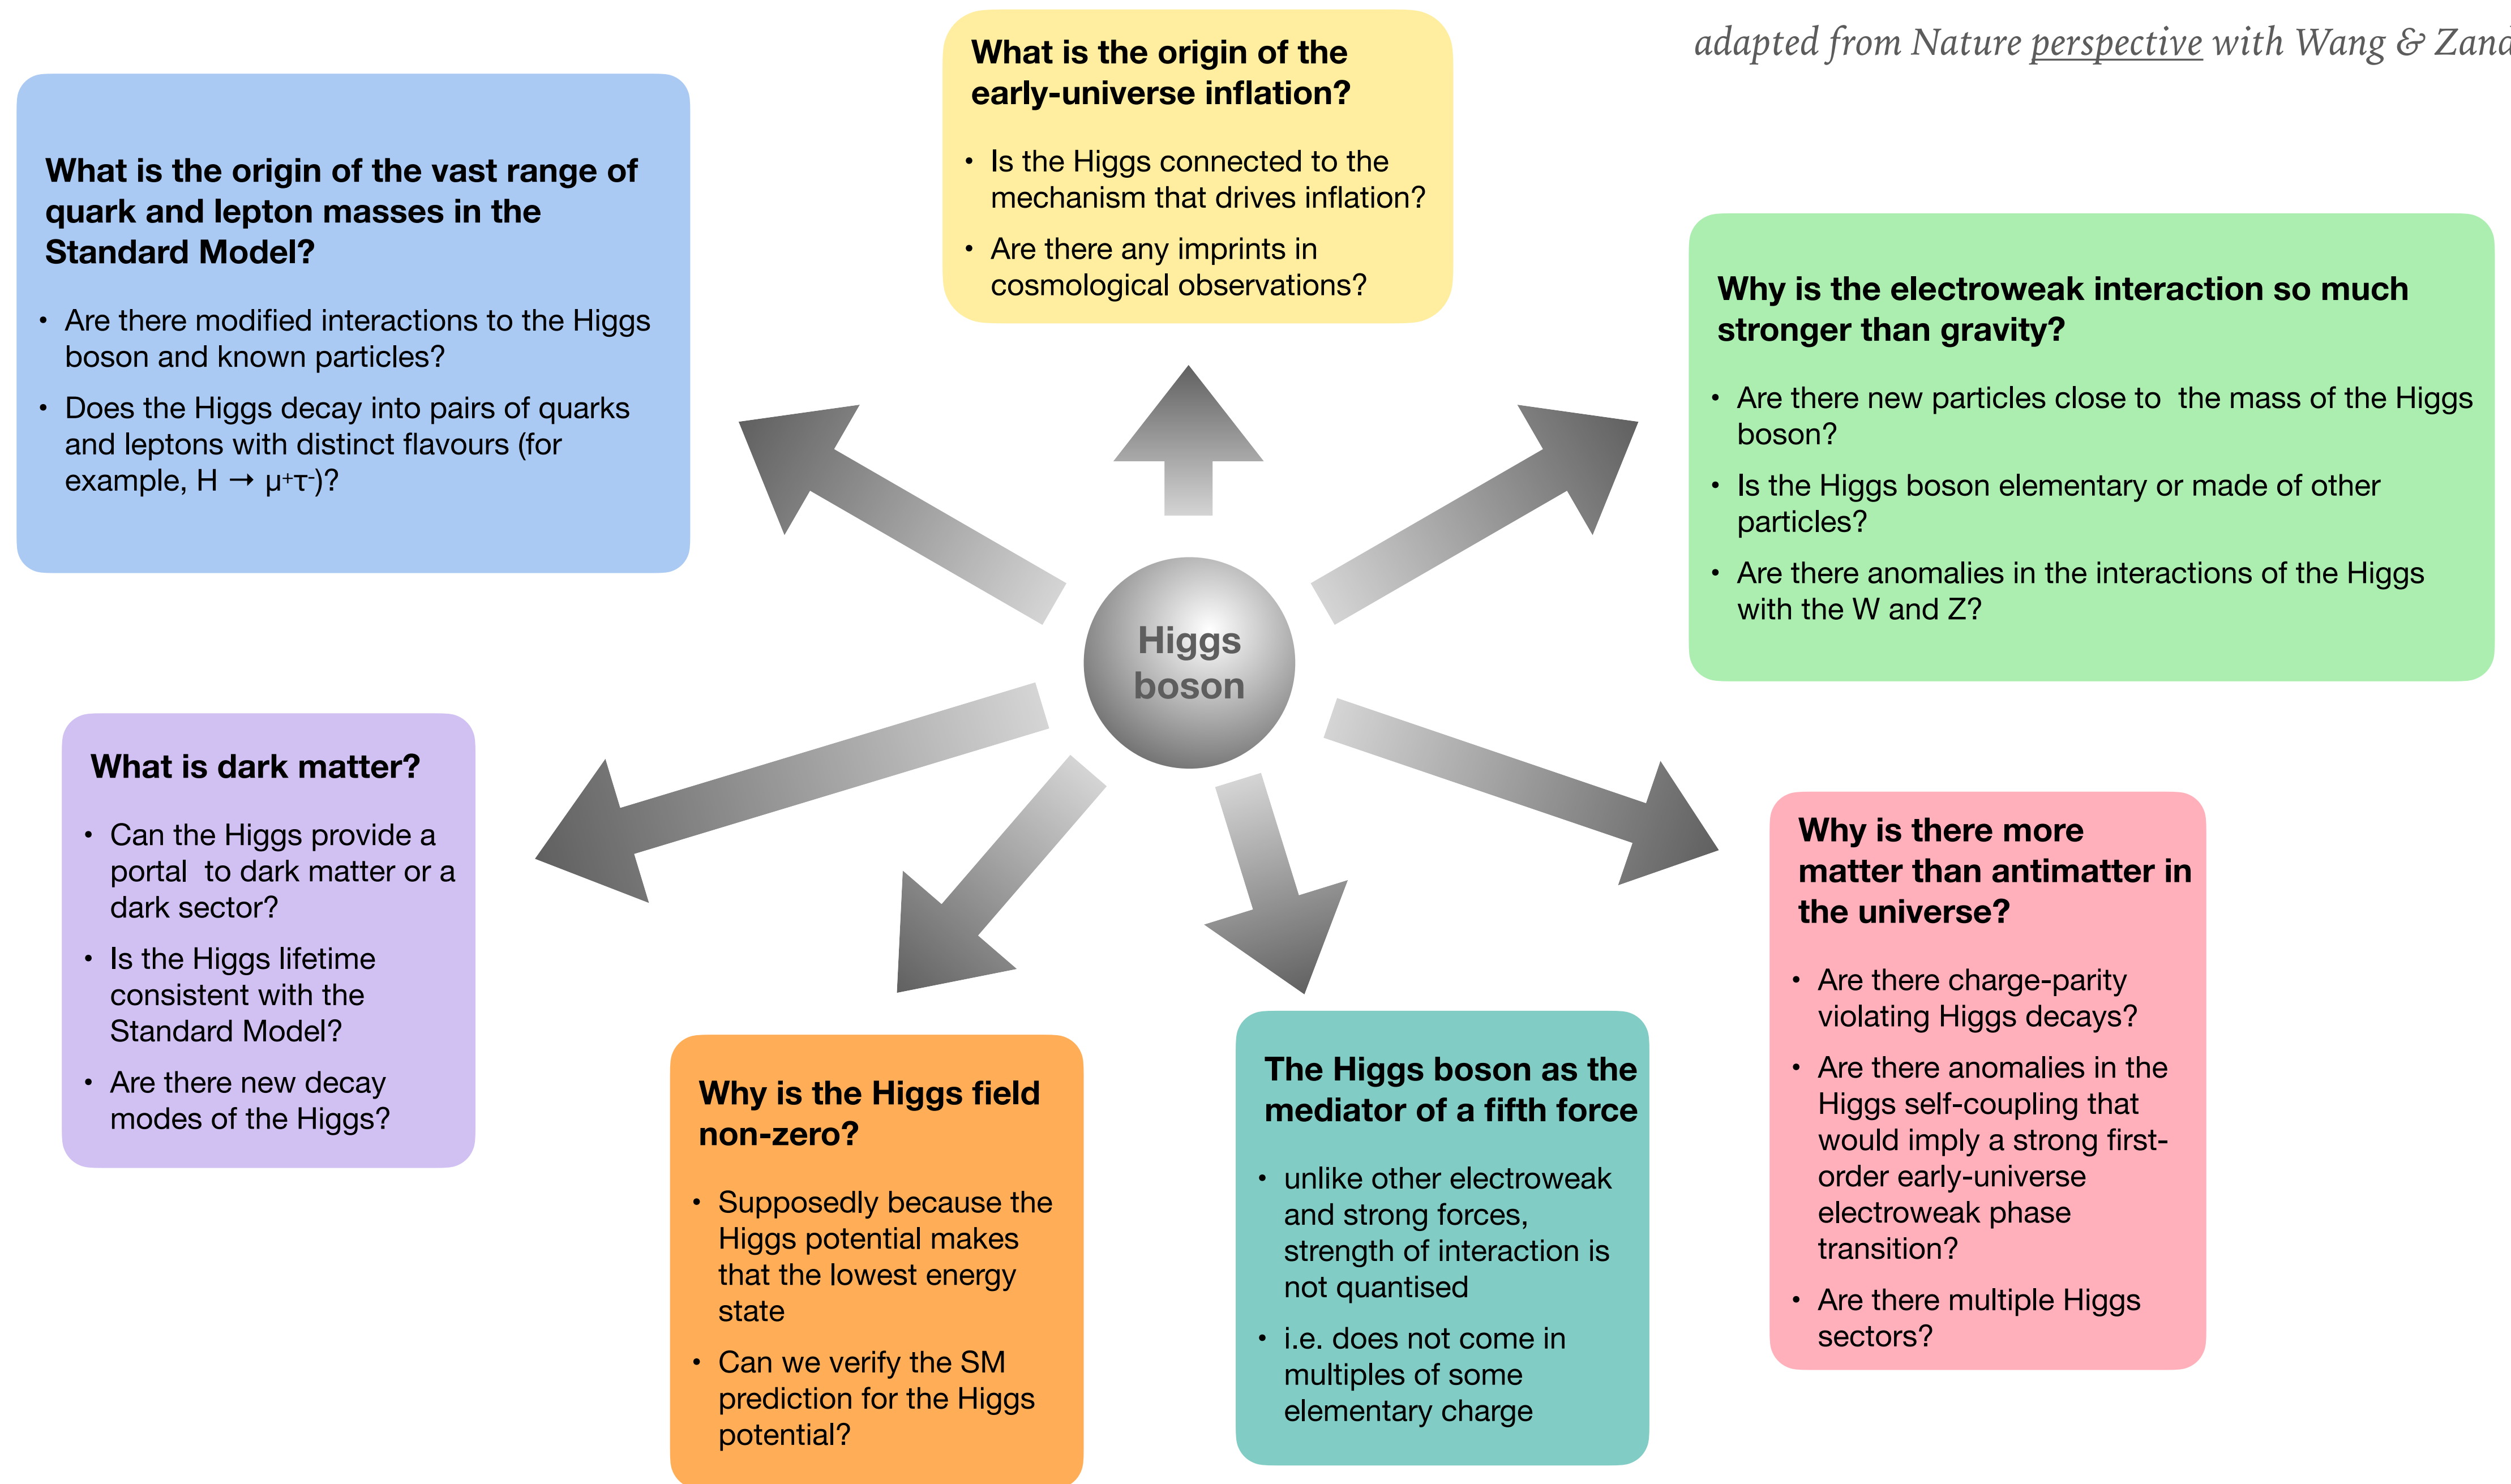 adapted from Nature perspective with Wang & Zand
What is the origin of the
early-universe inflation?
• Is the Higgs connected to the
mechanism that drives inflation?
• Are there any imprints in
cosmological observations?
What is the origin of the vast range of
quark and lepton masses in the
Standard Model?
• Are there modified interactions to the Higgs
boson and known particles?
• Does the Higgs decay into pairs of quarks
and leptons with distinct flavours (for
example, H → μ⁺τ⁻)?
Why is the electroweak interaction so much
stronger than gravity?
• Are there new particles close to  the mass of the Higgs
boson?
• Is the Higgs boson elementary or made of other
particles?
• Are there anomalies in the interactions of the Higgs
with the W and Z?
Higgs
boson
What is dark matter?
• Can the Higgs provide a
portal  to dark matter or a
dark sector?
• Is the Higgs lifetime
consistent with the
Standard Model?
• Are there new decay
modes of the Higgs?
Why is the Higgs field
non-zero?
• Supposedly because the
Higgs potential makes
that the lowest energy
state
• Can we verify the SM
prediction for the Higgs
potential?
The Higgs boson as the
mediator of a fifth force
• unlike other electroweak
and strong forces,
strength of interaction is
not quantised
• i.e. does not come in
multiples of some
elementary charge
Why is there more
matter than antimatter in
the universe?
• Are there charge-parity
violating Higgs decays?
• Are there anomalies in the
Higgs self-coupling that
would imply a strong first-
order early-universe
electroweak phase
transition?
• Are there multiple Higgs
sectors?